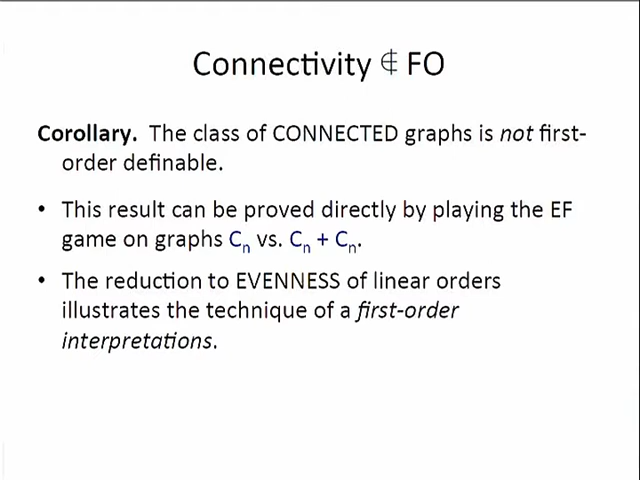 Connectivity ∉ FO
Corollary. The class of CONNECTED graphs is not first-
order definable.
• This result can be proved directly by playing the EF
game on graphs Cn vs. Cn + Cn.
• The reduction to EVENNESS of linear orders
illustrates the technique of a first-order
interpretations.